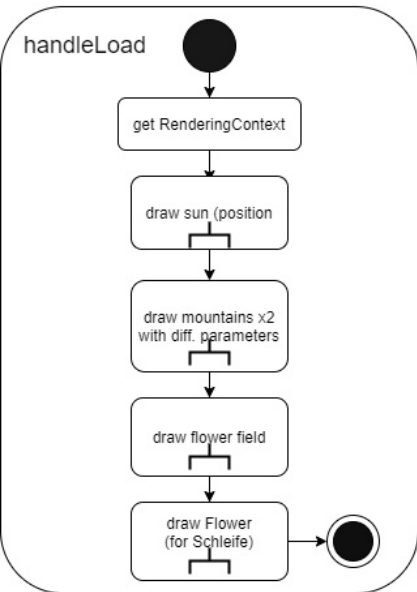 handleLoad
get RenderingContext
draw sun (position
draw mountains x2
with diff. parameters
draw flower field
draw Flower
(for Schleife)